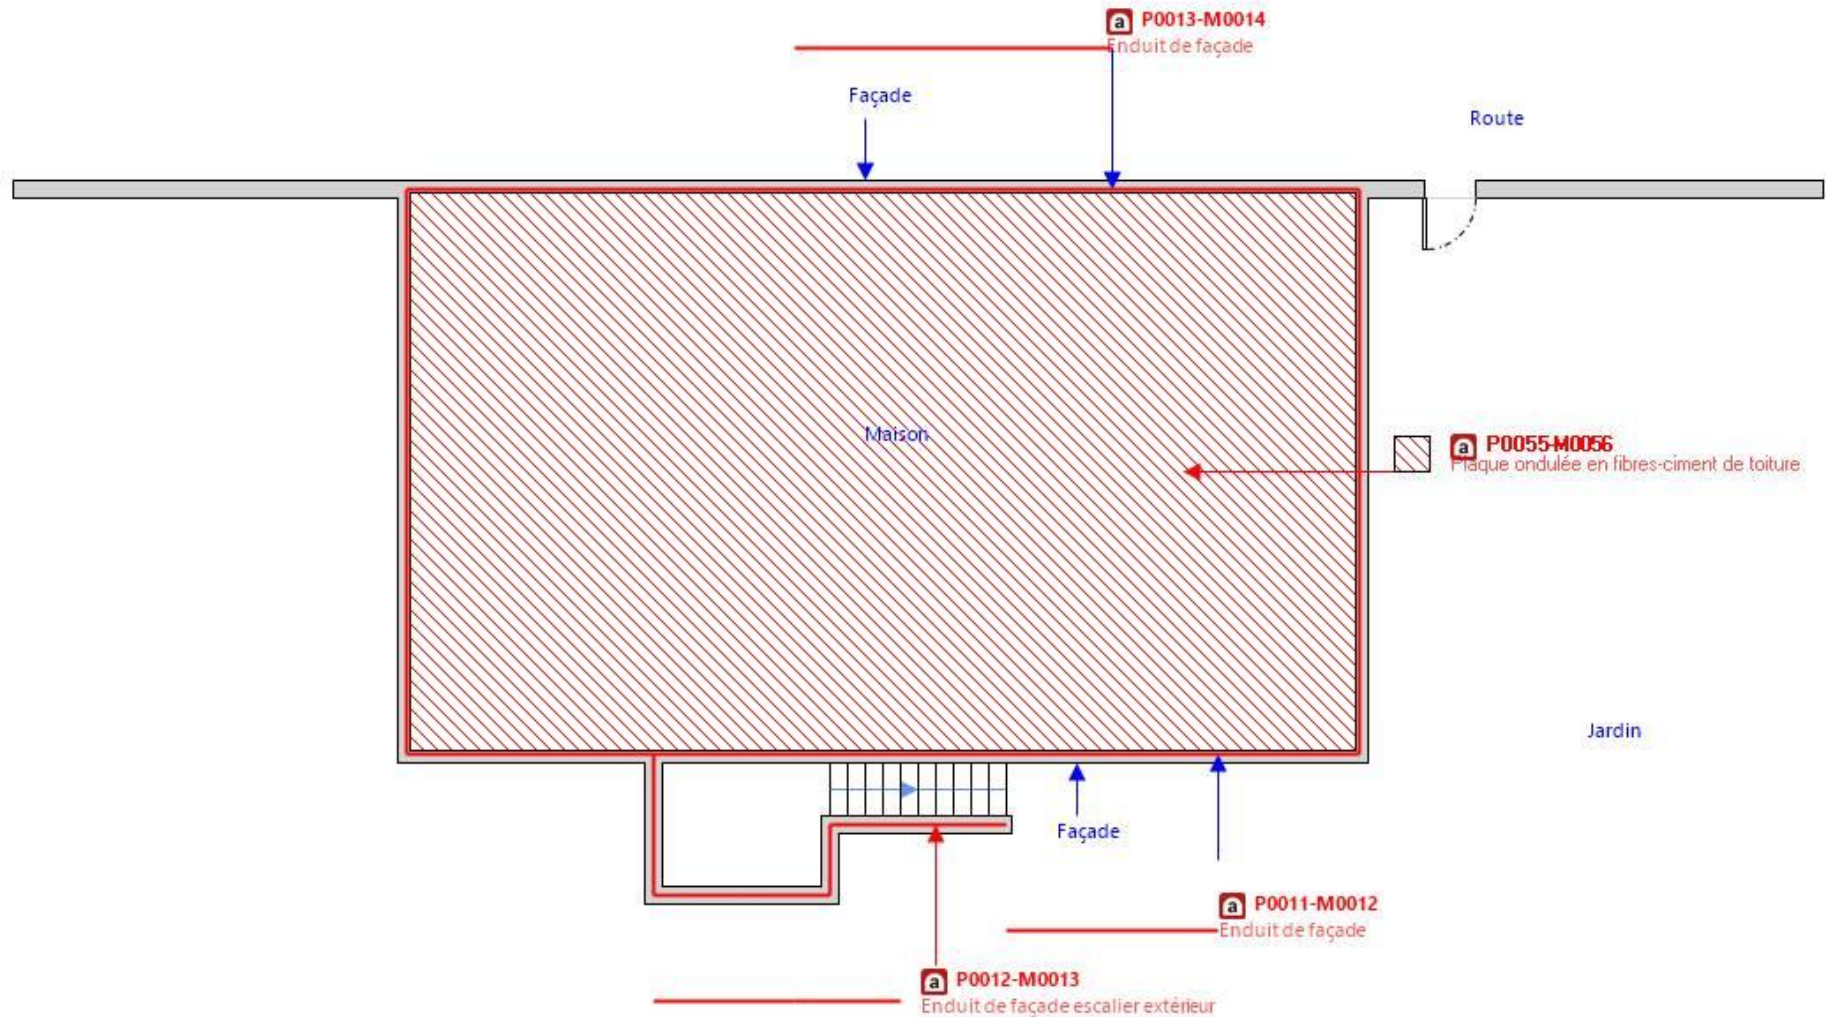 a P0013-M0014
Enduit de façade
Façade
Route
Maison
a P0055-M0056
Plaque ondulée en fibres-ciment de toiture
Jardin
Façade
a P0011-M0012
Enduit de façade
a P0012-M0013
Enduit de façade escalier extérieur